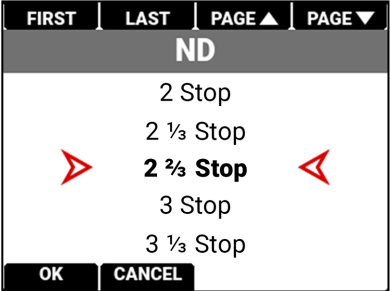 FIRST LAST PAGE▲ PAGE▼
ND
2 Stop
2 ⅓ Stop
2 ⅔ Stop
3 Stop
3 ⅓ Stop
OK CANCEL